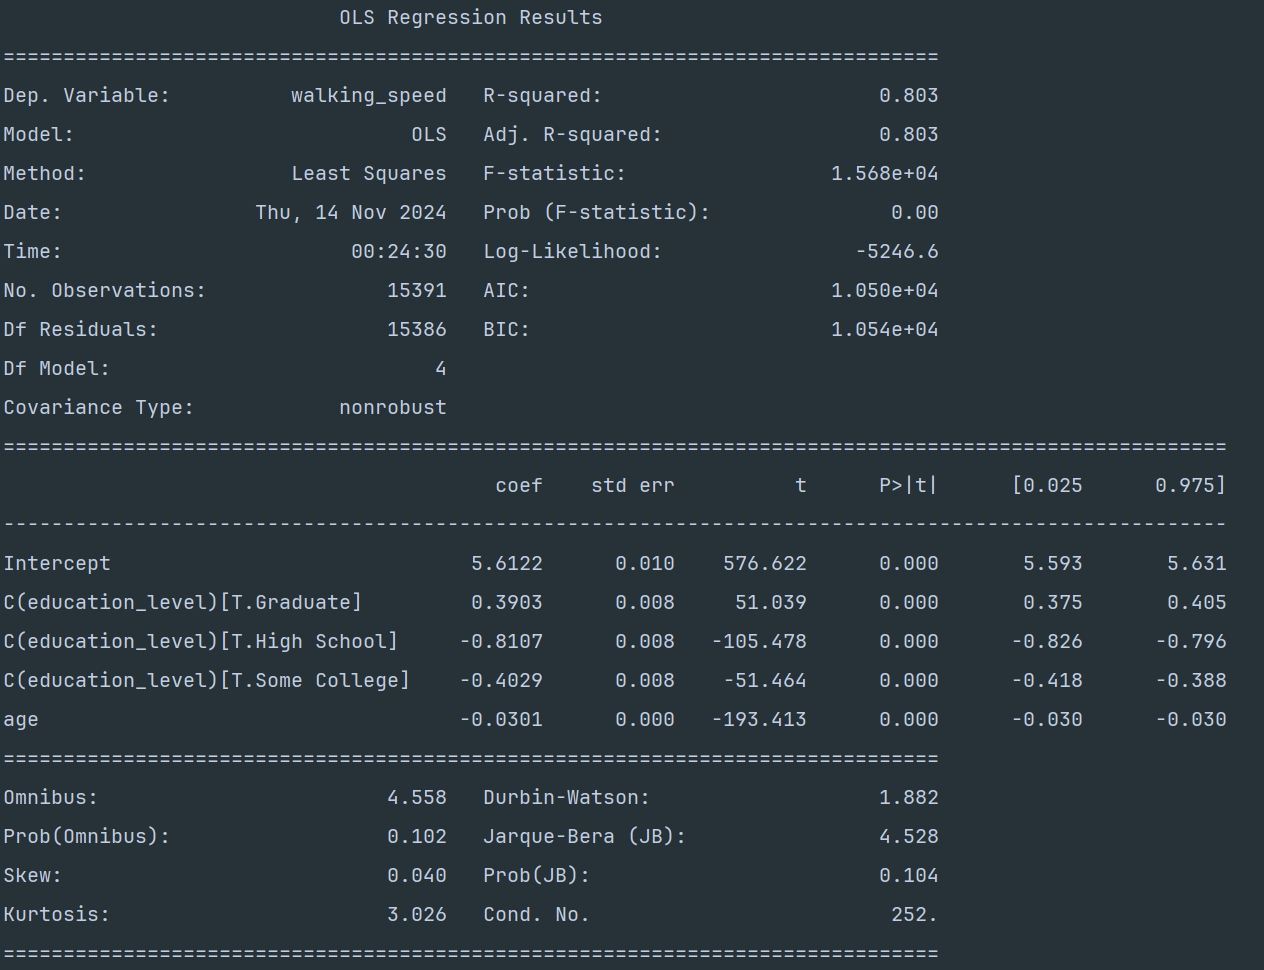 OLS Regression Results
==============================================================================
Dep. Variable:          walking_speed   R-squared:                       0.803
Model:                            OLS   Adj. R-squared:                  0.803
Method:                 Least Squares   F-statistic:                 1.568e+04
Date:                Thu, 14 Nov 2024   Prob (F-statistic):               0.00
Time:                        00:24:30   Log-Likelihood:                -5246.6
No. Observations:               15391   AIC:                         1.050e+04
Df Residuals:                   15386   BIC:                         1.054e+04
Df Model:                           4
Covariance Type:            nonrobust
======================================================================================================
                                         coef    std err          t      P>|t|      [0.025      0.975]
------------------------------------------------------------------------------------------------------
Intercept                              5.6122      0.010    576.622      0.000       5.593       5.631
C(education_level)[T.Graduate]         0.3903      0.008     51.039      0.000       0.375       0.405
C(education_level)[T.High School]     -0.8107      0.008   -105.478      0.000      -0.826      -0.796
C(education_level)[T.Some College]    -0.4029      0.008    -51.464      0.000      -0.418      -0.388
age                                   -0.0301      0.000   -193.413      0.000      -0.030      -0.030
==============================================================================
Omnibus:                        4.558   Durbin-Watson:                   1.882
Prob(Omnibus):                  0.102   Jarque-Bera (JB):                4.528
Skew:                           0.040   Prob(JB):                        0.104
Kurtosis:                       3.026   Cond. No.                         252.
==============================================================================